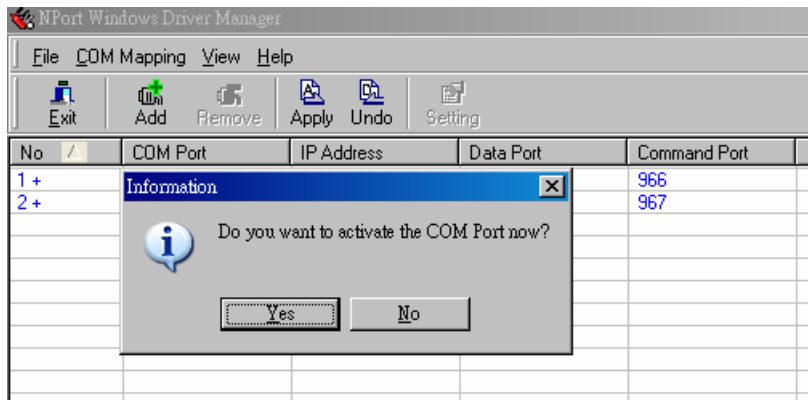 NPort Windows Driver Manager
File COM Mapping View Help
Exit Add Remove Apply Undo Setting
No COM Port IP Address Data Port Command Port
1 + 966
2 + 967
Information
Do you want to activate the COM Port now?
Yes No